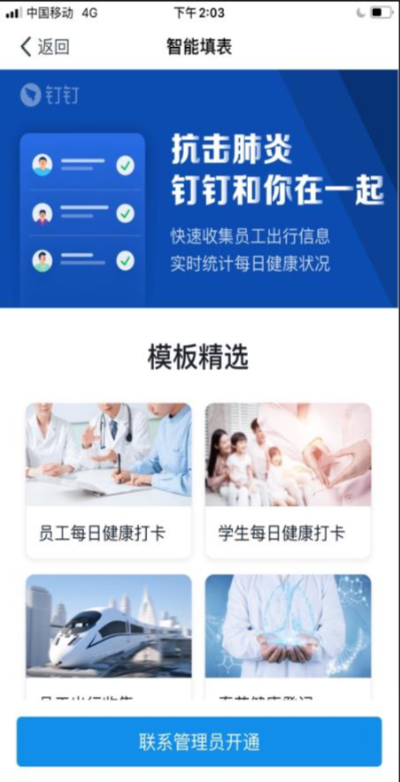 中国移动 4G
下午2:03
返回
智能填表
钉钉
抗击肺炎
钉钉和你在一起
快速收集员工出行信息
实时统计每日健康状况
模板精选
员工每日健康打卡
学生每日健康打卡
联系管理员开通